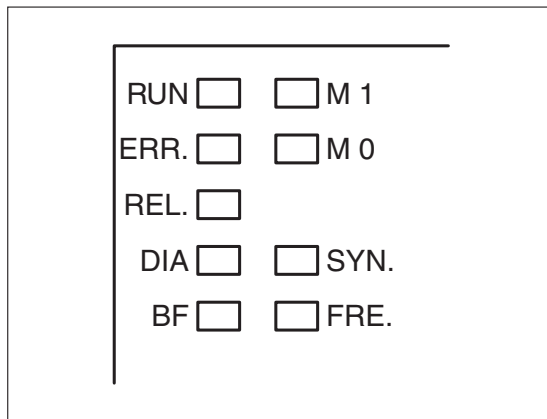 RUN M 1
ERR. M 0
REL.
DIA SYN.
BF FRE.